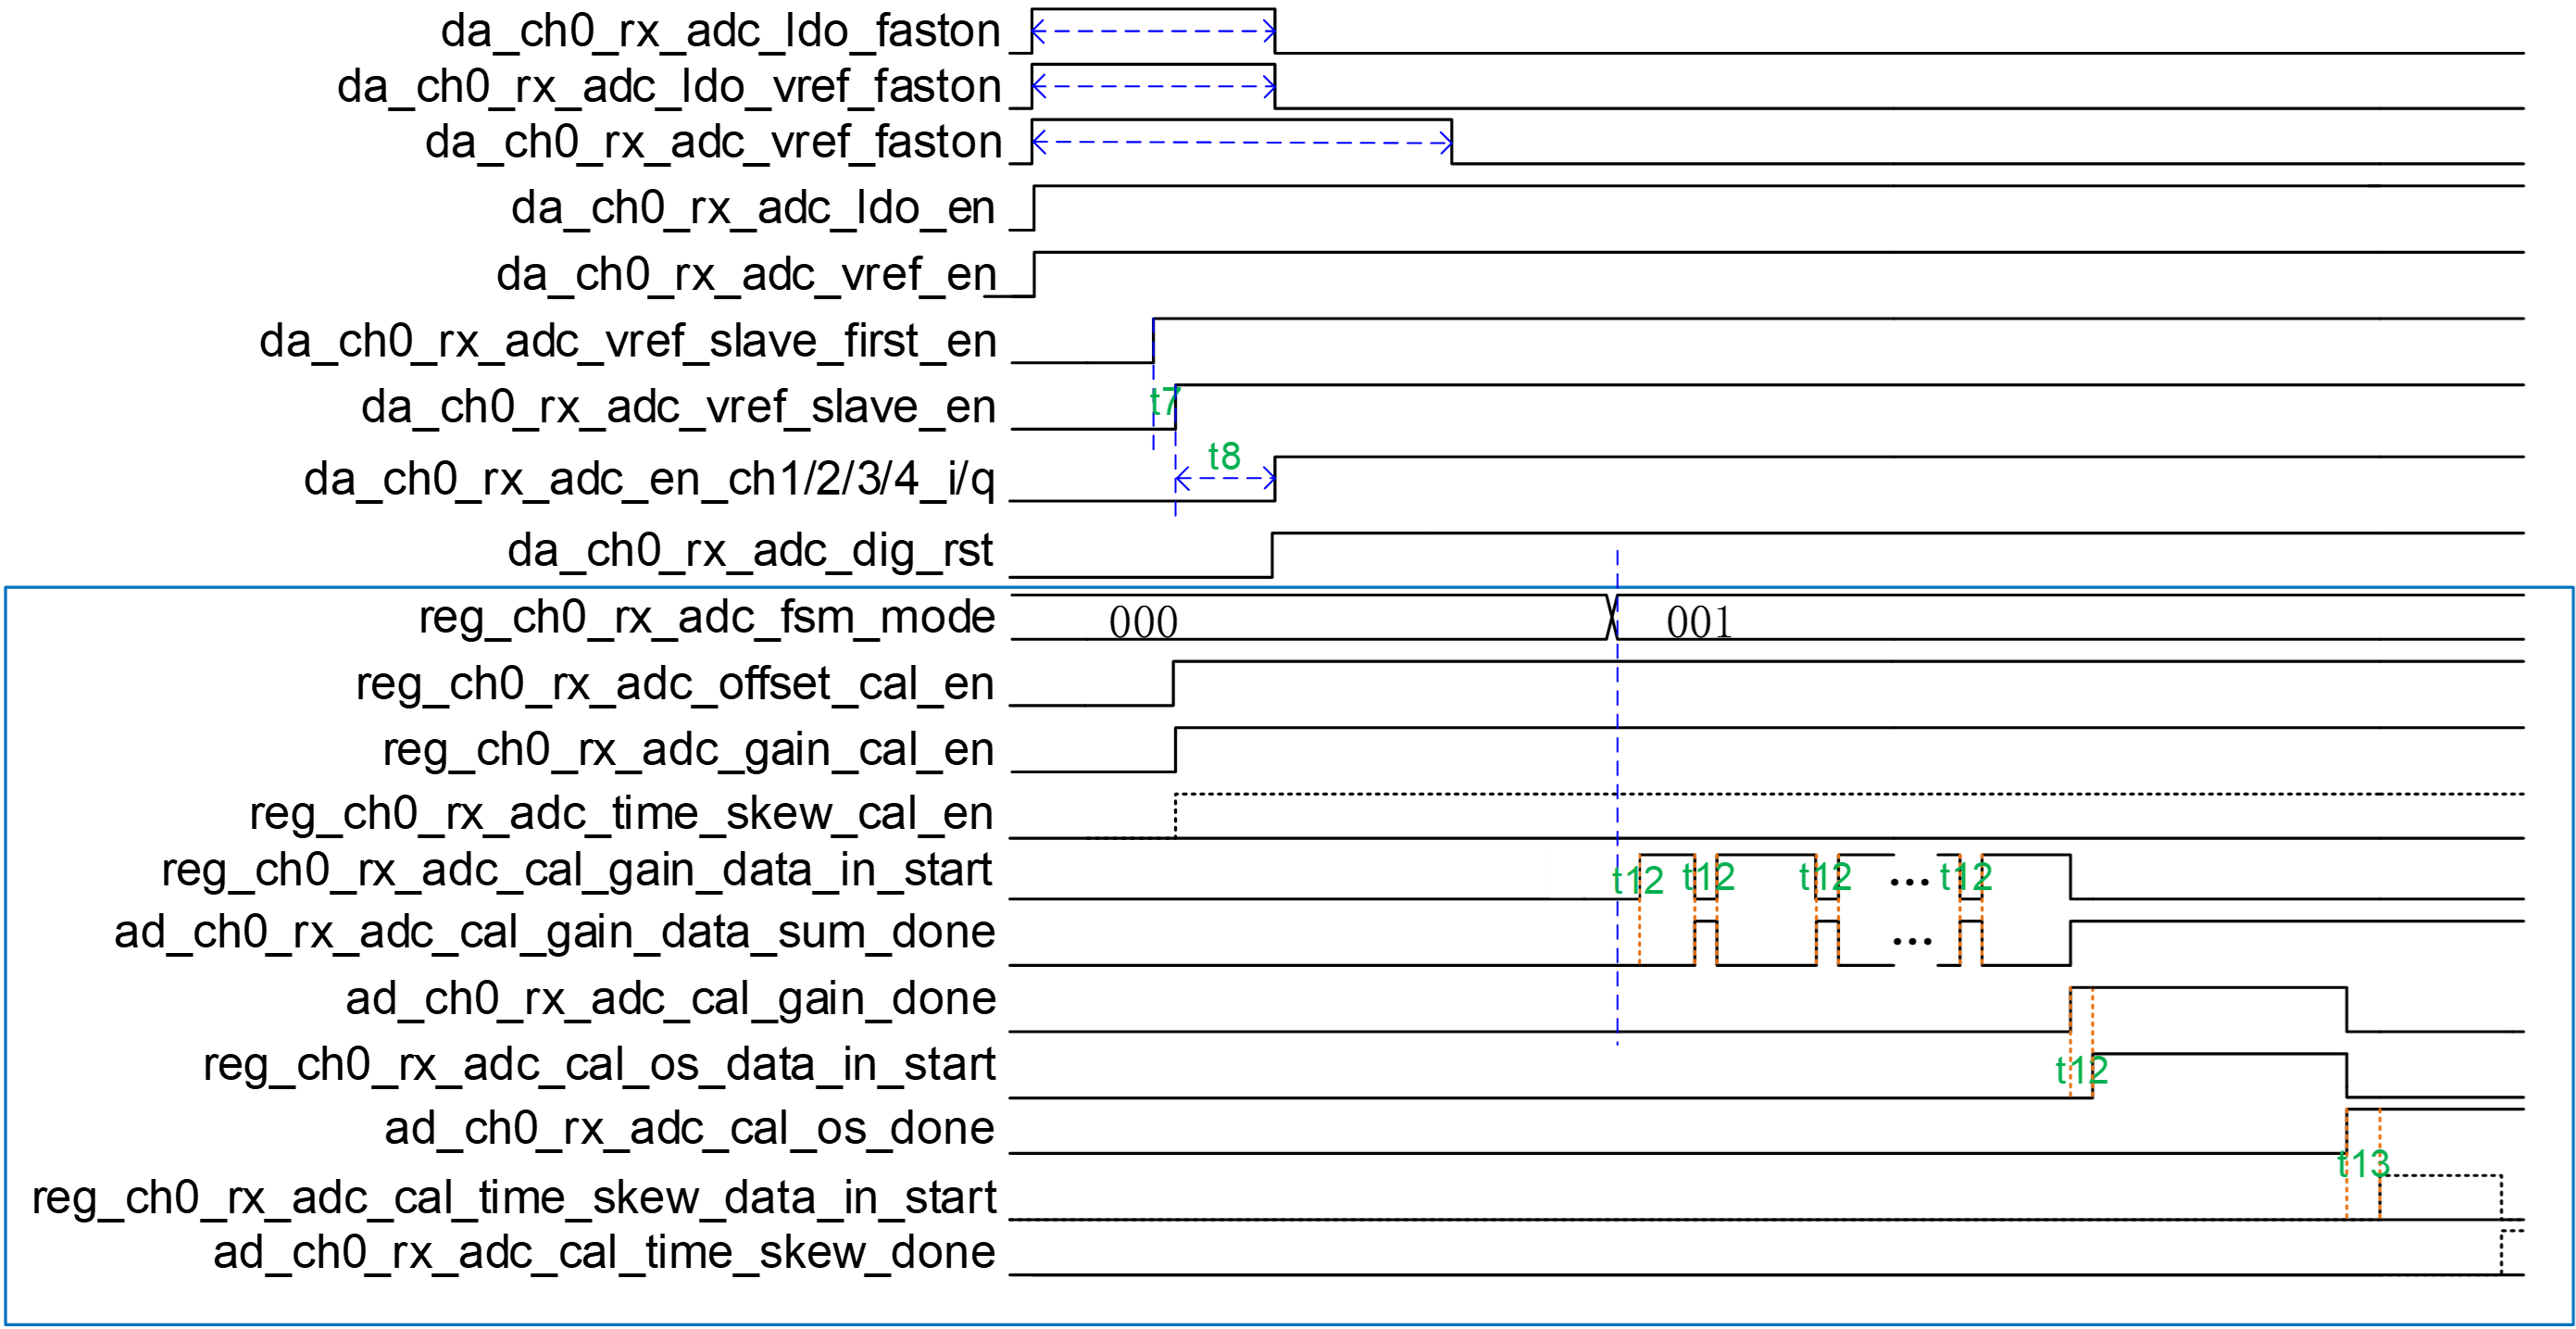 da_ch0_rx_adc_ldo_faston
da_ch0_rx_adc_ldo_vref_faston
da_ch0_rx_adc_vref_faston
da_ch0_rx_adc_ldo_en
da_ch0_rx_adc_vref_en
da_ch0_rx_adc_vref_slave_first_en
da_ch0_rx_adc_vref_slave_en t7
da_ch0_rx_adc_en_ch1/2/3/4_i/q t8
da_ch0_rx_adc_dig_rst
reg_ch0_rx_adc_fsm_mode 000 001
reg_ch0_rx_adc_offset_cal_en
reg_ch0_rx_adc_gain_cal_en
reg_ch0_rx_adc_time_skew_cal_en
reg_ch0_rx_adc_cal_gain_data_in_start t12 t12 t12 ... t12
ad_ch0_rx_adc_cal_gain_data_sum_done ...
ad_ch0_rx_adc_cal_gain_done
reg_ch0_rx_adc_cal_os_data_in_start t12
ad_ch0_rx_adc_cal_os_done
reg_ch0_rx_adc_cal_time_skew_data_in_start t13
ad_ch0_rx_adc_cal_time_skew_done